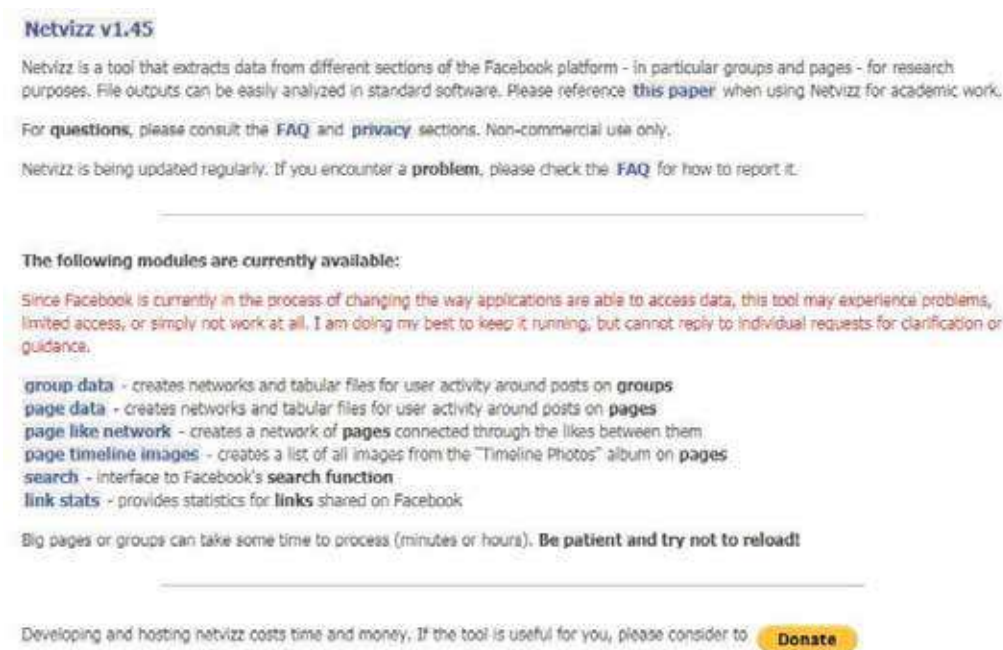 Netvizz v1.45
Netvizz is a tool that extracts data from different sections of the Facebook platform - in particular groups and pages - for research
purposes. File outputs can be easily analyzed in standard software. Please reference this paper when using Netvizz for academic work.
For questions, please consult the FAQ and privacy sections. Non-commercial use only.
Netvizz is being updated regularly. If you encounter a problem, please check the FAQ for how to report it.
The following modules are currently available:
Since Facebook is currently in the process of changing the way applications are able to access data, this tool may experience problems,
limited access, or simply not work at all. I am doing my best to keep it running, but cannot reply to individual requests for clarification or
guidance.
group data - creates networks and tabular files for user activity around posts on groups
page data - creates networks and tabular files for user activity around posts on pages
page like network - creates a network of pages connected through the likes between them
page timeline images - creates a list of all images from the "Timeline Photos" album on pages
search - interface to Facebook's search function
link stats - provides statistics for links shared on Facebook
Big pages or groups can take some time to process (minutes or hours). Be patient and try not to reload!
Developing and hosting netvizz costs time and money. If the tool is useful for you, please consider to Donate